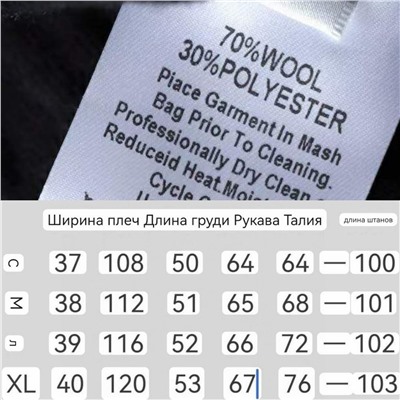 70%WOOL
30%POLYESTER
Piace Garment In Mash
Bag Prior To Cleaning.
Professionally Dry Clean
Reduceid Heat.
Cycle
Ширина плеч Длина груди Рукава Талия длина штанов
С 37 108 50 64 64 — 100
М 38 112 51 65 68 — 101
л 39 116 52 66 72 — 102
XL 40 120 53 67 76 — 103